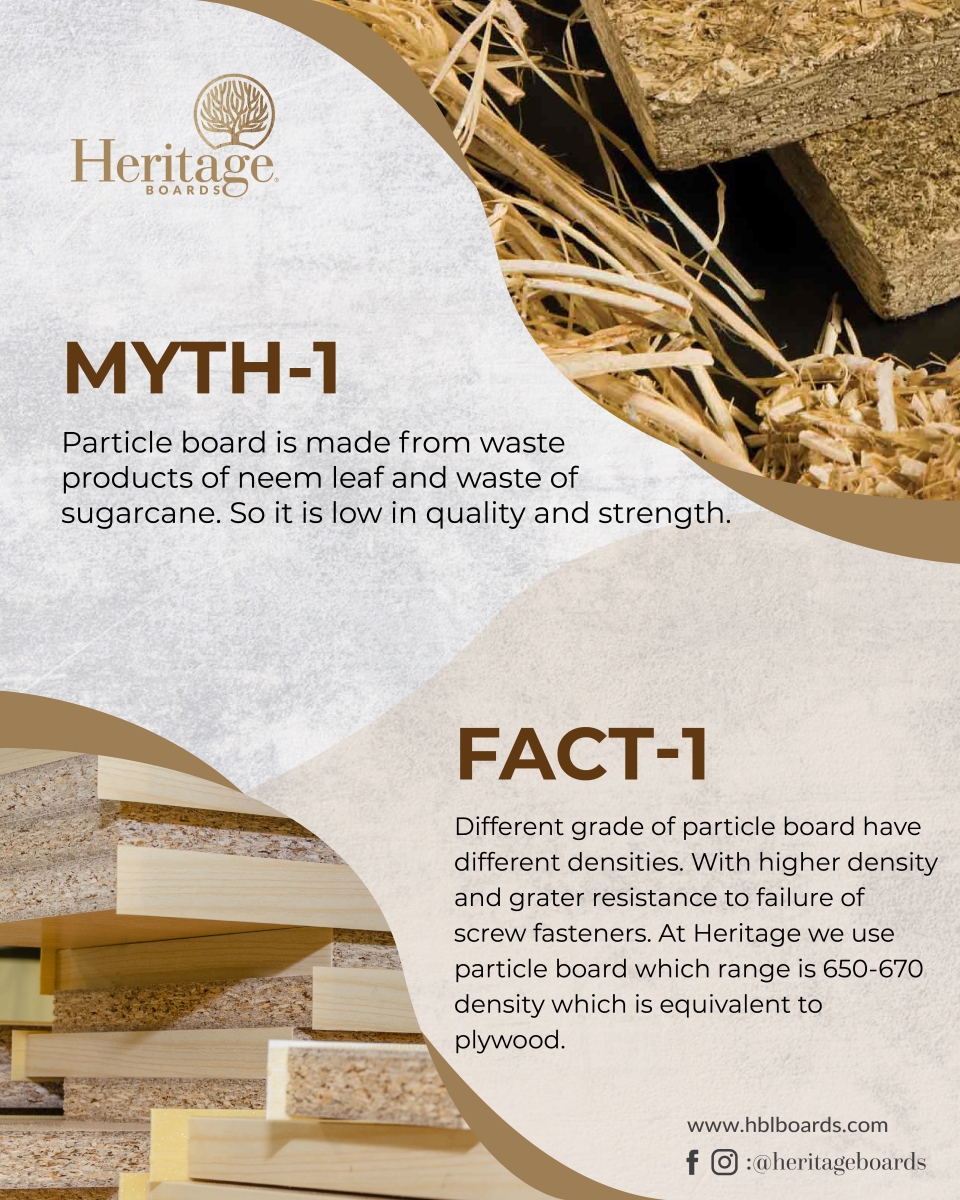 Heritage
BOARDS
MYTH-1
Particle board is made from waste
products of neem leaf and waste of
sugarcane. So it is low in quality and strength.
FACT-1
Different grade of particle board have
different densities. With higher density
and grater resistance to failure of
screw fasteners. At Heritage we use
particle board which range is 650-670
density which is equivalent to
plywood.
www.hblboards.com
:@heritageboards